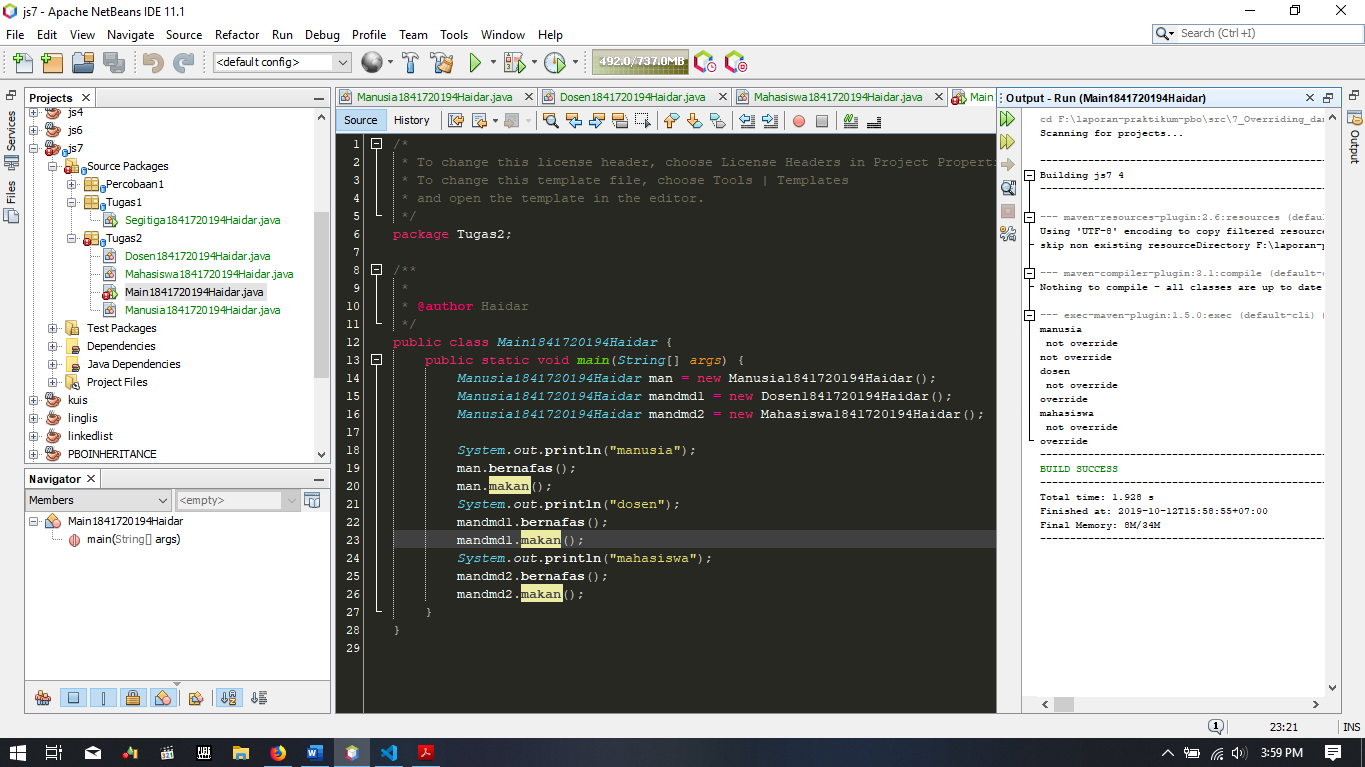 js7 - Apache NetBeans IDE 11.1
File Edit View Navigate Source Refactor Run Debug Profile Team Tools Window Help
Search (Ctrl+I)
<default config>
492.0/737.0MB
Services
Files
Projects
js4
js6
js7
Source Packages
Percobaan1
Tugas1
Segitiga1841720194Haidar.java
Tugas2
Dosen1841720194Haidar.java
Mahasiswa1841720194Haidar.java
Main1841720194Haidar.java
Manusia1841720194Haidar.java
Test Packages
Dependencies
Java Dependencies
Project Files
kuis
linglis
linkedlist
PBOINHERITANCE
Navigator
Members
<empty>
Main1841720194Haidar
main(String[] args)
Manusia1841720194Haidar.java Dosen1841720194Haidar.java Mahasiswa1841720194Haidar.java Main
Source History
1 /*
2 * To change this license header, choose License Headers in Project Properti
3 * To change this template file, choose Tools | Templates
4 * and open the template in the editor.
5 */
6 package Tugas2;
7
8 /**
9 *
10 * @author Haidar
11 */
12 public class Main1841720194Haidar {
13 public static void main(String[] args) {
14 Manusia1841720194Haidar man = new Manusia1841720194Haidar();
15 Manusia1841720194Haidar mandmd1 = new Dosen1841720194Haidar();
16 Manusia1841720194Haidar mandmd2 = new Mahasiswa1841720194Haidar();
17
18 System.out.println("manusia");
19 man.bernafas();
20 man.makan();
21 System.out.println("dosen");
22 mandmd1.bernafas();
23 mandmd1.makan();
24 System.out.println("mahasiswa");
25 mandmd2.bernafas();
26 mandmd2.makan();
27 }
28 }
29
Output - Run (Main1841720194Haidar)
cd F:\laporan-praktikum-pbo\src\7_Overriding_dan
Scanning for projects...
Building js7 4
--- maven-resources-plugin:2.6:resources (defau
Using 'UTF-8' encoding to copy filtered resourc
skip non existing resourceDirectory F:\laporan-p
--- maven-compiler-plugin:3.1:compile (default-c
Nothing to compile - all classes are up to date
--- exec-maven-plugin:1.5.0:exec (default-cli) @
manusia
not override
not override
dosen
not override
override
mahasiswa
not override
override
BUILD SUCCESS
Total time: 1.928 s
Finished at: 2019-10-12T15:58:55+07:00
Final Memory: 8M/34M
Output
1
23:21 INS
3:59 PM